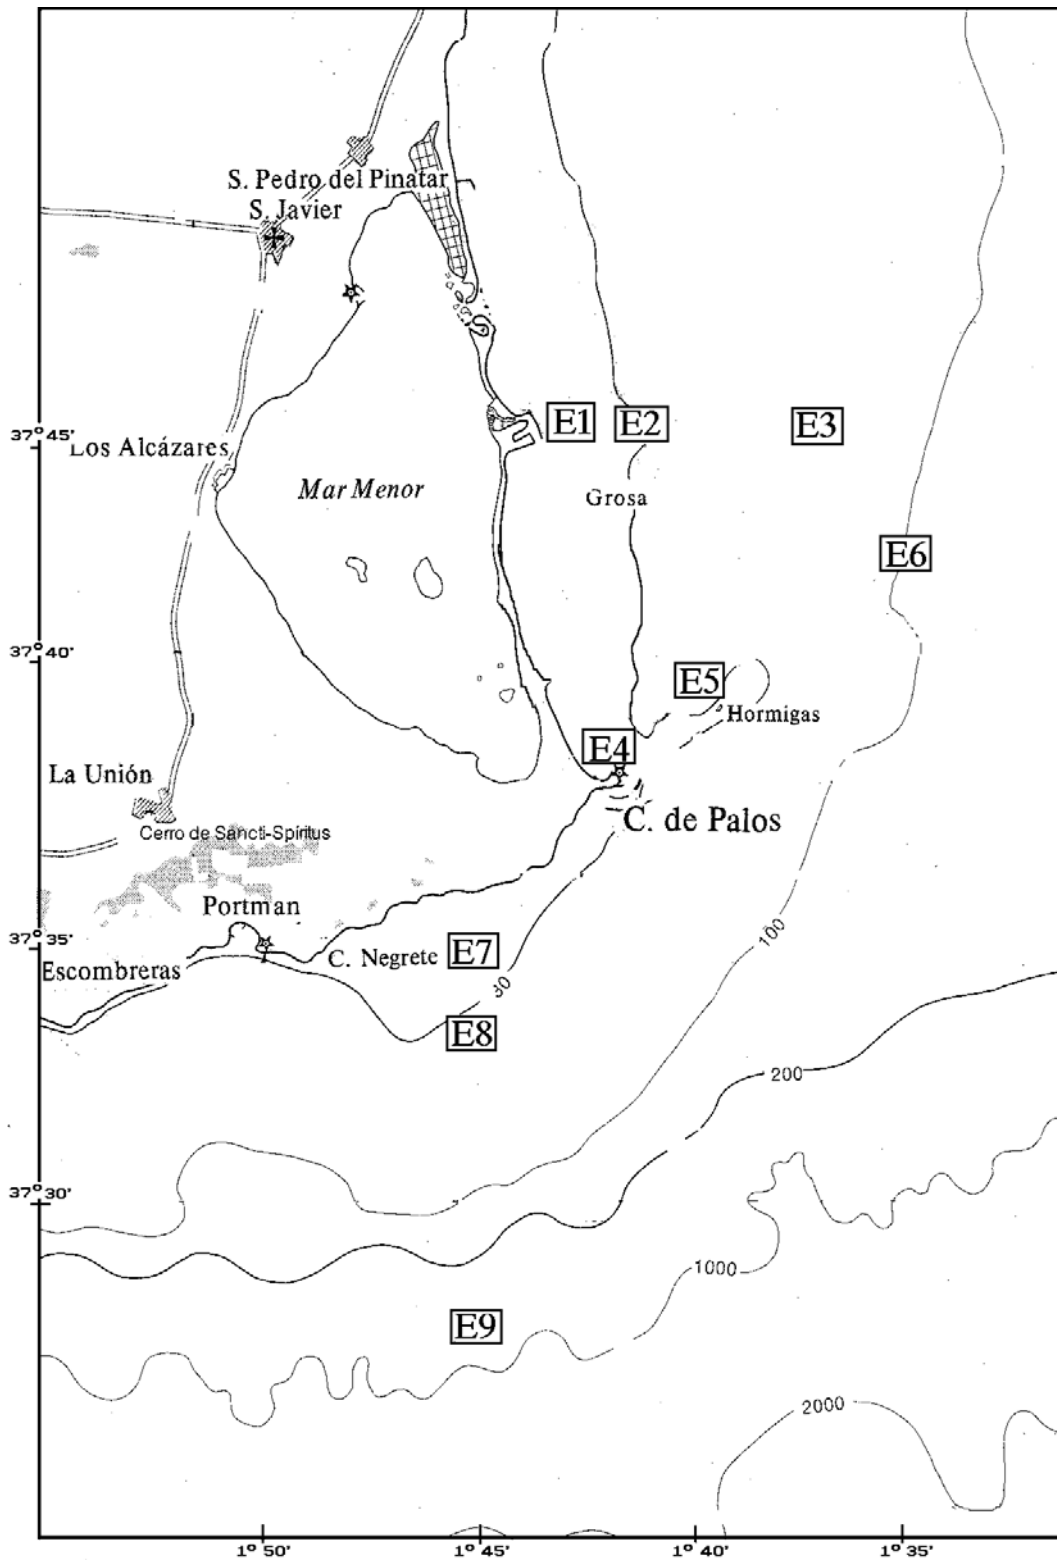 S. Pedro del Pinatar
S. Javier
E1
E2
E3
37°45'
Los Alcázares
Mar Menor
Grosa
E6
37°40'
E5
Hormigas
E4
La Unión
C. de Palos
Cerro de Sancti-Spíritus
Portman
37°35'
100
C. Negrete
E7
Escombreras
30
E8
200
37°30'
1000
E9
2000
1°50'
1°45'
1°40'
1°35'